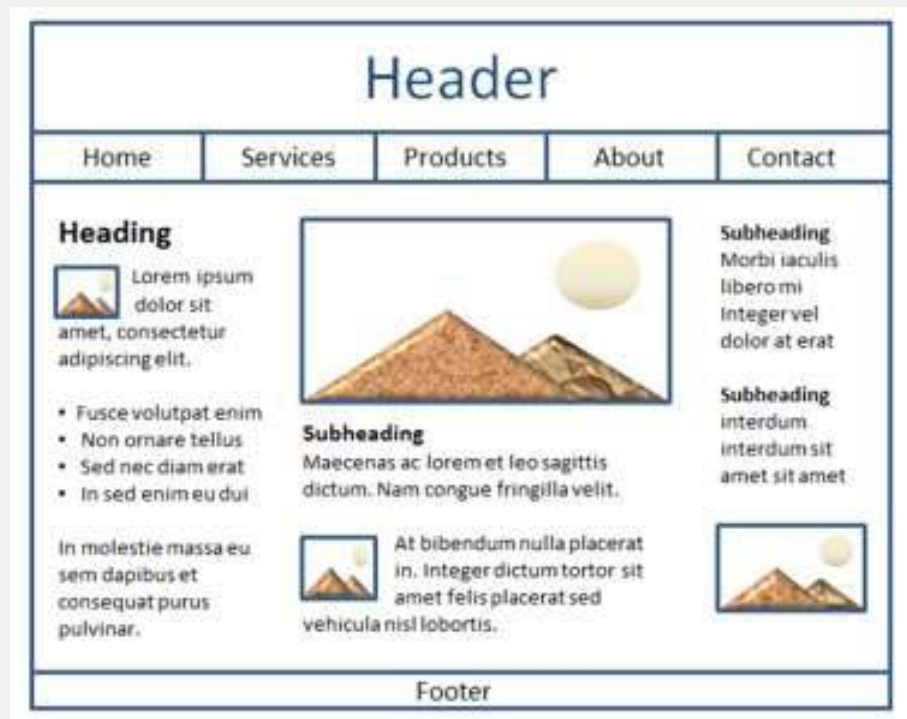 Header
Home Services Products About Contact
Heading
Lorem ipsum
dolor sit
amet, consectetur
adipiscing elit.
• Fusce volutpat enim
• Non ornare tellus
• Sed nec diam erat
• In sed enim eu dui
In molestie massa eu
sem dapibus et
consequat purus
pulvinar.
Subheading
Maecenas ac lorem et leo sagittis
dictum. Nam congue fringilla velit.
At bibendum nulla placerat
in. Integer dictum tortor sit
amet felis placerat sed
vehicula nisl lobortis.
Subheading
Morbi iaculis
libero mi
Integer vel
dolor at erat
Subheading
interdum
interdum sit
amet sit amet
Footer